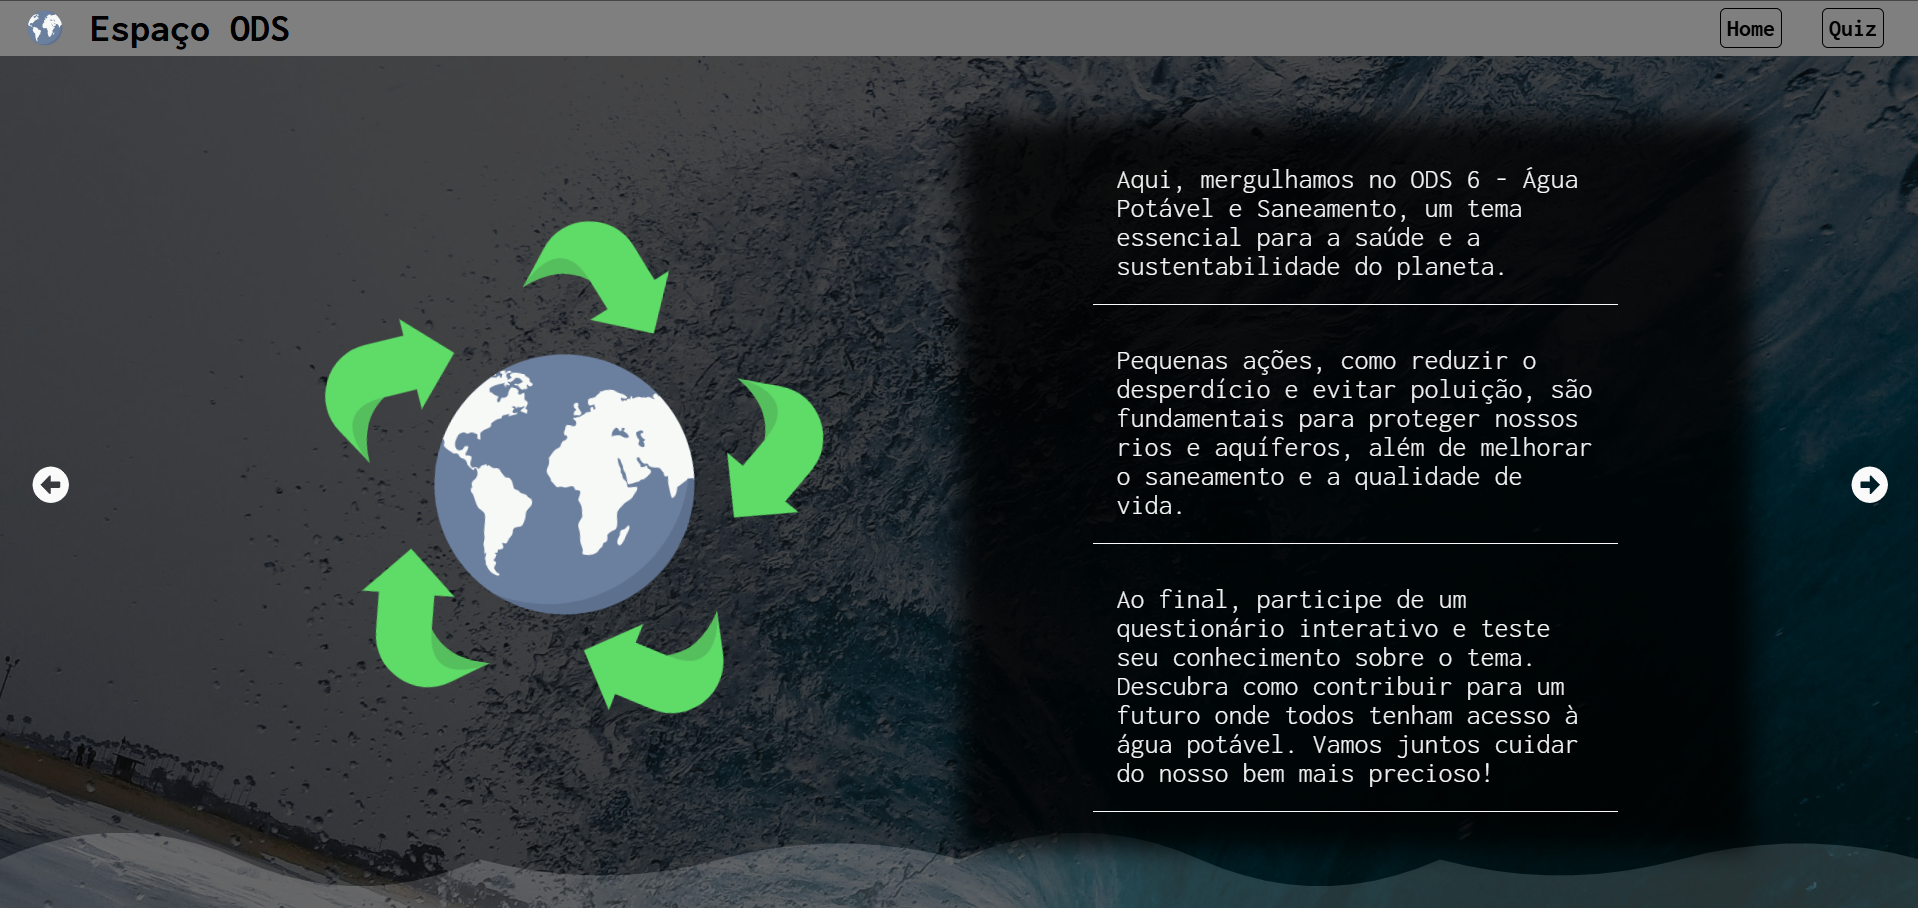 Espaço ODS
Home
Quiz
Aqui, mergulhamos no ODS 6 - Água
Potável e Saneamento, um tema
essencial para a saúde e a
sustentabilidade do planeta.
Pequenas ações, como reduzir o
desperdício e evitar poluição, são
fundamentais para proteger nossos
rios e aquíferos, além de melhorar
o saneamento e a qualidade de
vida.
Ao final, participe de um
questionário interativo e teste
seu conhecimento sobre o tema.
Descubra como contribuir para um
futuro onde todos tenham acesso à
água potável. Vamos juntos cuidar
do nosso bem mais precioso!